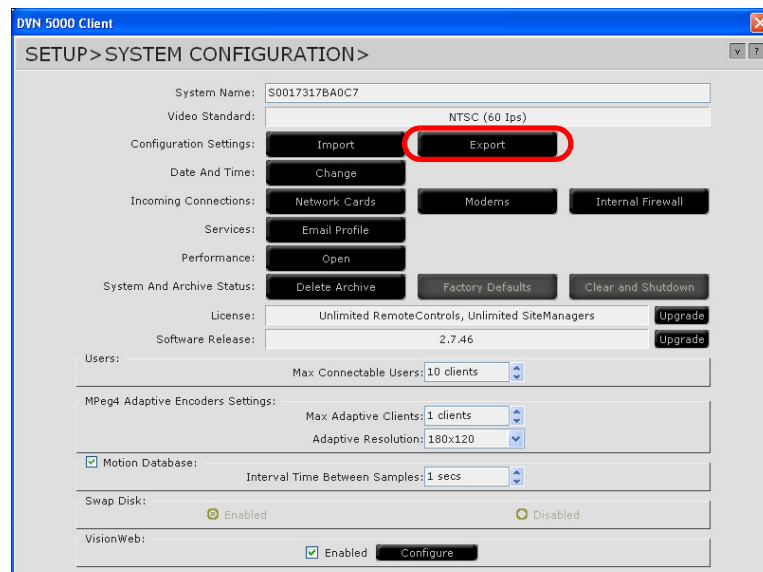 DVN 5000 Client
SETUP>SYSTEM CONFIGURATION>
v ?
System Name: S0017317BA0C7
Video Standard: NTSC (60 Ips)
Configuration Settings: Import Export
Date And Time: Change
Incoming Connections: Network Cards Modems Internal Firewall
Services: Email Profile
Performance: Open
System And Archive Status: Delete Archive Factory Defaults Clear and Shutdown
License: Unlimited RemoteControls, Unlimited SiteManagers Upgrade
Software Release: 2.7.46 Upgrade
Users:
Max Connectable Users: 10 clients
MPeg4 Adaptive Encoders Settings:
Max Adaptive Clients: 1 clients
Adaptive Resolution: 180x120
Motion Database:
Interval Time Between Samples: 1 secs
Swap Disk:
Enabled Disabled
VisionWeb:
Enabled Configure